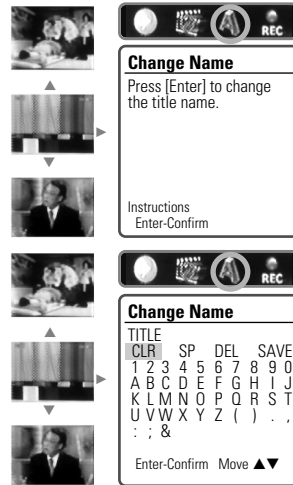 REC
Change Name
Press [Enter] to change
the title name.
Instructions
Enter-Confirm
REC
Change Name
TITLE
CLR SP DEL SAVE
1 2 3 4 5 6 7 8 9 0
A B C D E F G H I J
K L M N O P Q R S T
U V W X Y Z ( ) . ,
: ; &
Enter-Confirm Move ▲▼